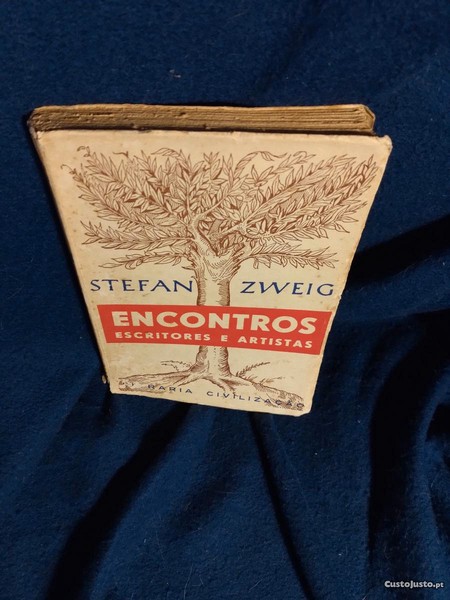 STEFAN ZWEIG
ENCONTROS
ESCRITORES E ARTISTAS
CIVILIZAÇÃO
CustoJusto.pt